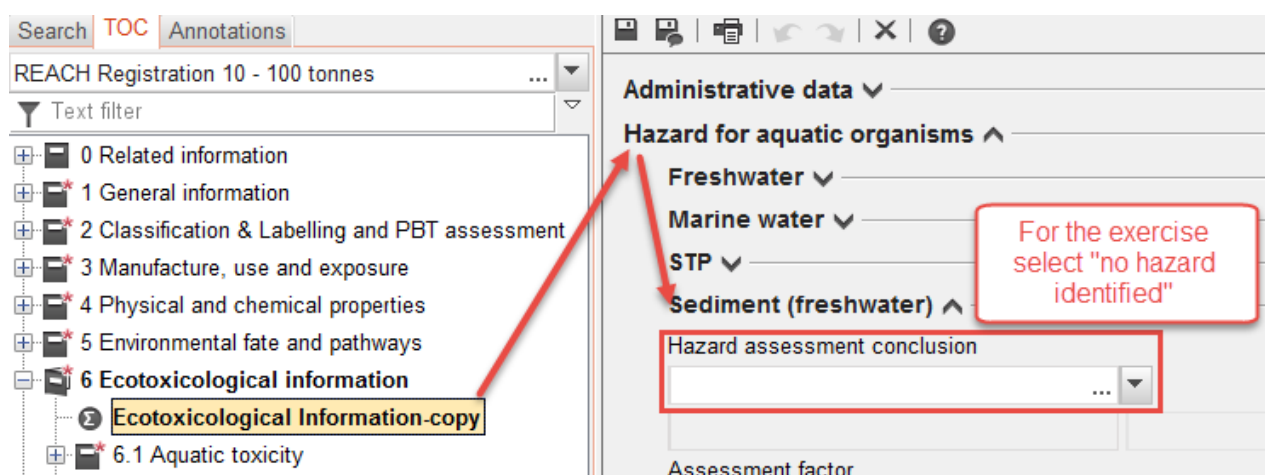 Search TOC Annotations
REACH Registration 10 - 100 tonnes ...
Text filter
0 Related information
1 General information
2 Classification & Labelling and PBT assessment
3 Manufacture, use and exposure
4 Physical and chemical properties
5 Environmental fate and pathways
6 Ecotoxicological information
Σ Ecotoxicological Information-copy
6.1 Aquatic toxicity
Administrative data
Hazard for aquatic organisms
Freshwater
Marine water
STP
Sediment (freshwater)
Hazard assessment conclusion
...
Assessment factor
For the exercise
select "no hazard
identified"